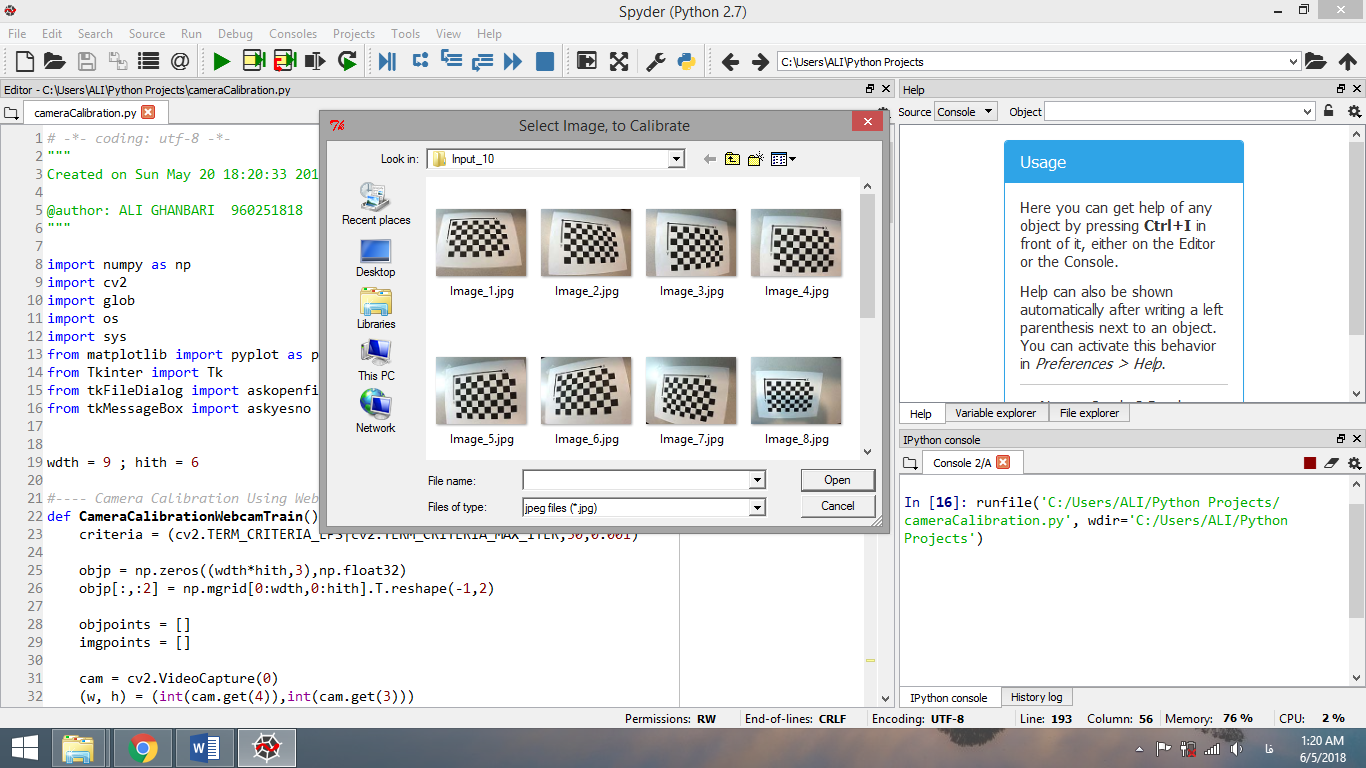 Spyder (Python 2.7)
File Edit Search Source Run Debug Consoles Projects Tools View Help
C:\Users\ALI\Python Projects
Editor - C:\Users\ALI\Python Projects\cameraCalibration.py
cameraCalibration.py
1 # -*- coding: utf-8 -*-
2 """
3 Created on Sun May 20 18:20:33 201
4
5 @author: ALI GHANBARI  960251818
6 """
7
8 import numpy as np
9 import cv2
10 import glob
11 import os
12 import sys
13 from matplotlib import pyplot as p
14 from Tkinter import Tk
15 from tkFileDialog import askopenfi
16 from tkMessageBox import askyesno
17
18
19 wdth = 9 ; hith = 6
20
21 #---- Camera Calibration Using Web
22 def CameraCalibrationWebcamTrain()
23 criteria = (cv2.TERM_CRITERIA_EPS|cv2.TERM_CRITERIA_MAX_ITER,30,0.001)
24
25 objp = np.zeros((wdth*hith,3),np.float32)
26 objp[:,:2] = np.mgrid[0:wdth,0:hith].T.reshape(-1,2)
27
28 objpoints = []
29 imgpoints = []
30
31 cam = cv2.VideoCapture(0)
32 (w, h) = (int(cam.get(4)),int(cam.get(3)))
Select Image, to Calibrate
Look in: Input_10
Recent places
Desktop
Libraries
This PC
Network
Image_1.jpg Image_2.jpg Image_3.jpg Image_4.jpg
Image_5.jpg Image_6.jpg Image_7.jpg Image_8.jpg
File name: Open
Files of type: jpeg files (*.jpg) Cancel
Help
Source Console Object
Usage
Here you can get help of any
object by pressing Ctrl+I in
front of it, either on the Editor
or the Console.
Help can also be shown
automatically after writing a left
parenthesis next to an object.
You can activate this behavior
in Preferences > Help.
Help Variable explorer File explorer
IPython console
Console 2/A
In [16]: runfile('C:/Users/ALI/Python Projects/
cameraCalibration.py', wdir='C:/Users/ALI/Python
Projects')
IPython console History log
Permissions: RW End-of-lines: CRLF Encoding: UTF-8 Line: 193 Column: 56 Memory: 76 % CPU: 2 %
فا
1:20 AM
6/5/2018